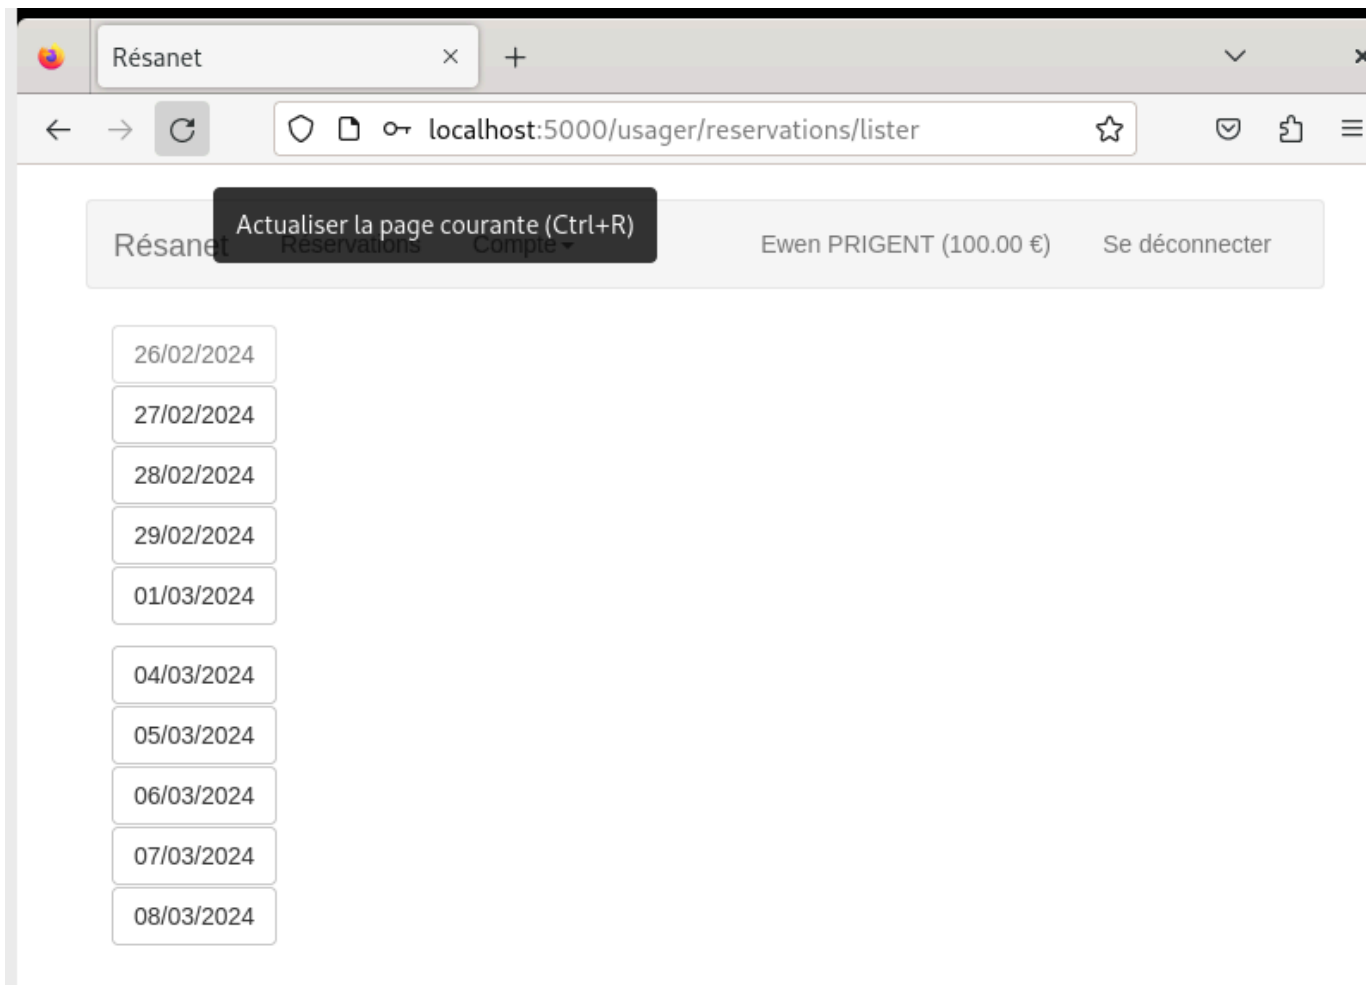 Résanet
localhost:5000/usager/reservations/lister
Actualiser la page courante (Ctrl+R)
Résanet Réservations Compte Ewen PRIGENT (100.00 €) Se déconnecter
26/02/2024
27/02/2024
28/02/2024
29/02/2024
01/03/2024
04/03/2024
05/03/2024
06/03/2024
07/03/2024
08/03/2024